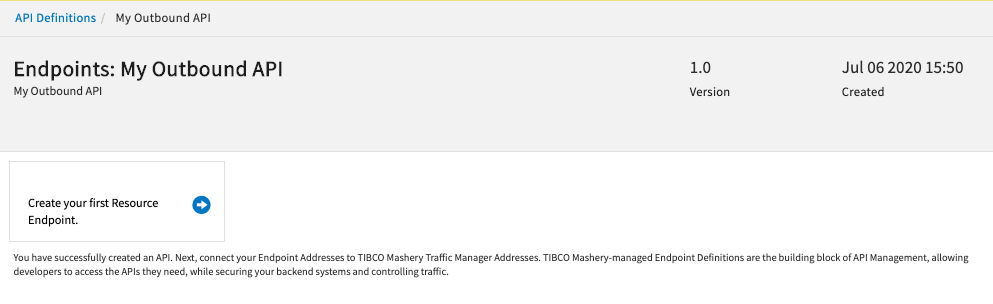 API Definitions / My Outbound API
Endpoints: My Outbound API
My Outbound API
1.0
Version
Jul 06 2020 15:50
Created
Create your first Resource
Endpoint.
You have successfully created an API. Next, connect your Endpoint Addresses to TIBCO Mashery Traffic Manager Addresses. TIBCO Mashery-managed Endpoint Definitions are the building block of API Management, allowing
developers to access the APIs they need, while securing your backend systems and controlling traffic.